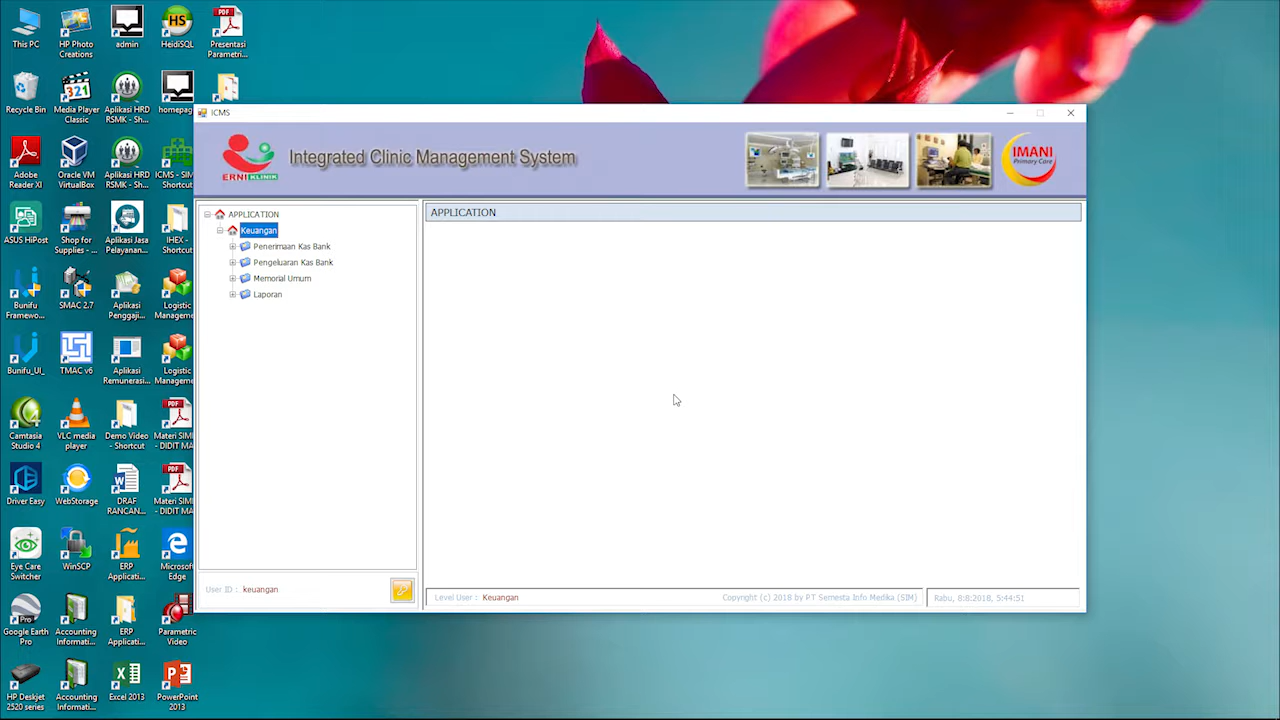 This PC
HP Photo
Creations
admin
HeidiSQL
PDF
Presentasi
Parametri...
Recycle Bin
Media Player
Classic
Aplikasi HRD
RSMK - Sh...
homepag
Adobe
Reader XI
Oracle VM
VirtualBox
Aplikasi HRD
RSMK - Sh...
ICMS - SIM
Shortcut
ASUS HiPost
Shop for
Supplies - ...
Aplikasi Jasa
Pelayanan...
IHEX -
Shortcut
Bunifu
Framewo...
SMAC 2.7
Aplikasi
Penggaji...
Logistic
Manageme
Bunifu_UI_
TMAC v6
Aplikasi
Remunerasi...
Logistic
Manageme
Camtasia
Studio 4
VLC media
player
Demo Video
- Shortcut
PDF
Materi SIMI
- DIDIT MA
Driver Easy
WebStorage
DRAF
RANCAN...
PDF
Materi SIMI
- DIDIT MA
Eye Care
Switcher
WinSCP
ERP
Applicati...
Microsof
Edge
Google Earth
Pro
Accounting
Informati...
ERP
Applicati...
Parametric
Video
HP Deskjet
2520 series
Accounting
Informati...
Excel 2013
PowerPoint
2013
ICMS
ERNI KLINIK
Integrated Clinic Management System
IMANI
Primary Care
APPLICATION
Keuangan
Penerimaan Kas Bank
Pengeluaran Kas Bank
Memorial Umum
Laporan
APPLICATION
User ID : keuangan
Level User : Keuangan
Copyright (c) 2018 by PT Semesta Info Medika (SIM)
Rabu, 8:8:2018, 5:44:51